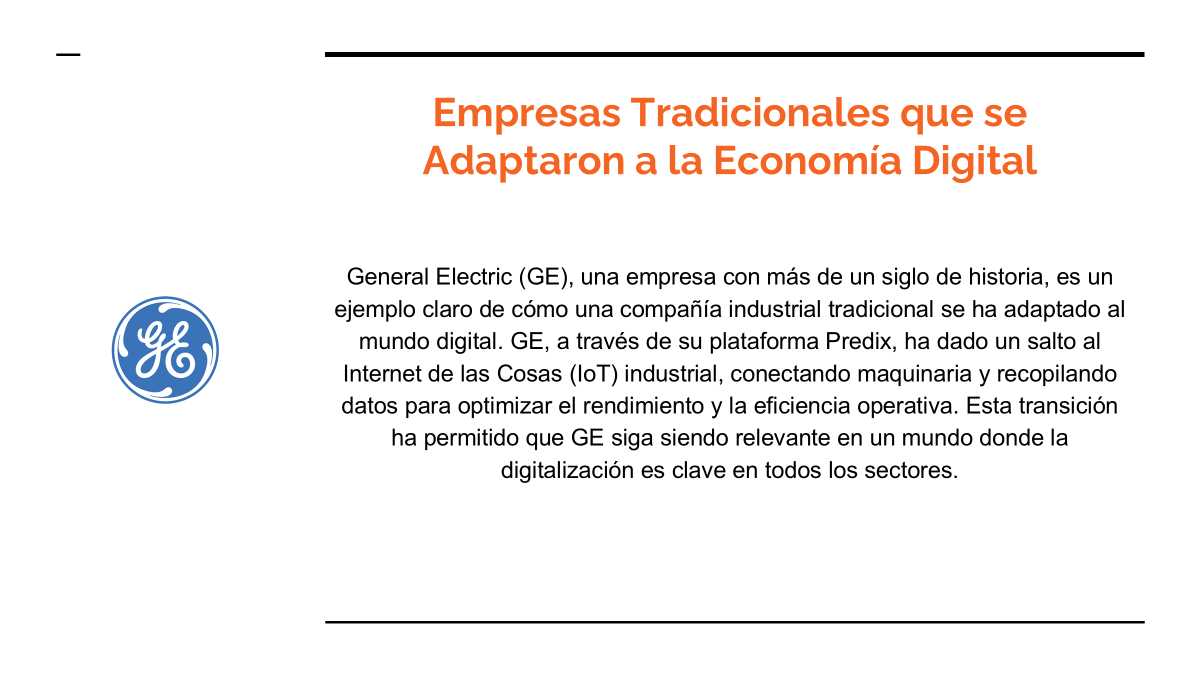 Empresas Tradicionales que se
Adaptaron a la Economía Digital
General Electric (GE), una empresa con más de un siglo de historia, es un
ejemplo claro de cómo una compañía industrial tradicional se ha adaptado al
mundo digital. GE, a través de su plataforma Predix, ha dado un salto al
Internet de las Cosas (IoT) industrial, conectando maquinaria y recopilando
datos para optimizar el rendimiento y la eficiencia operativa. Esta transición
ha permitido que GE siga siendo relevante en un mundo donde la
digitalización es clave en todos los sectores.
GE